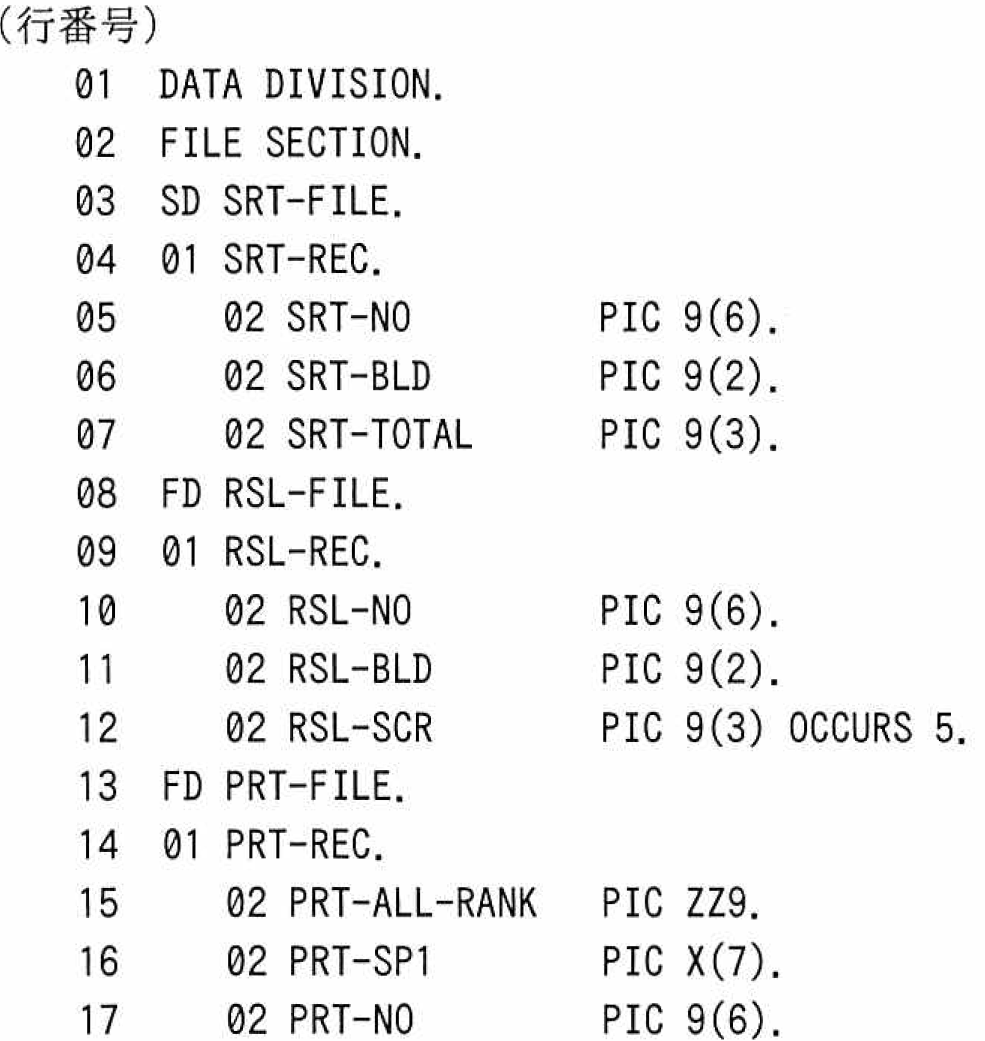 (行番号)
01 DATA DIVISION.
02 FILE SECTION.
03 SD SRT-FILE.
04 01 SRT-REC.
05 02 SRT-NO PIC 9(6).
06 02 SRT-BLD PIC 9(2).
07 02 SRT-TOTAL PIC 9(3).
08 FD RSL-FILE.
09 01 RSL-REC.
10 02 RSL-NO PIC 9(6).
11 02 RSL-BLD PIC 9(2).
12 02 RSL-SCR PIC 9(3) OCCURS 5.
13 FD PRT-FILE.
14 01 PRT-REC.
15 02 PRT-ALL-RANK PIC ZZ9.
16 02 PRT-SP1 PIC X(7).
17 02 PRT-NO PIC 9(6).